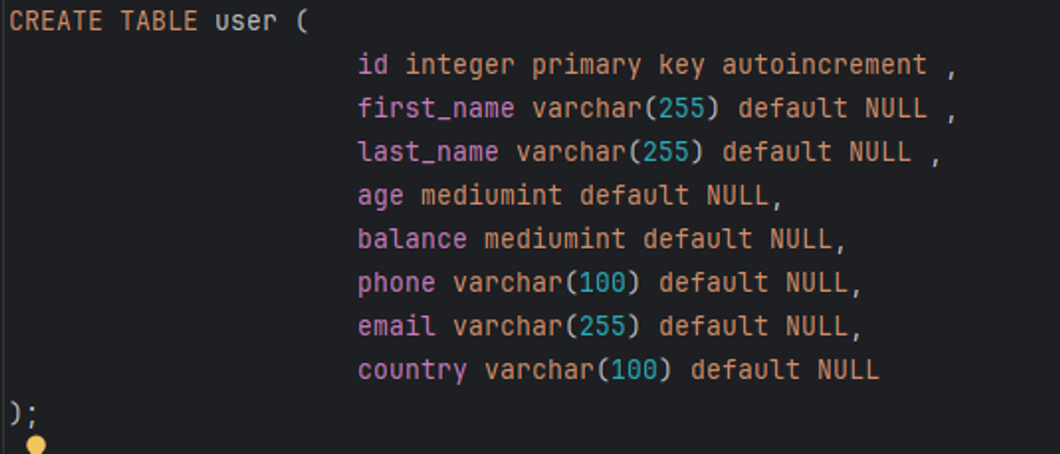 CREATE TABLE user (
id integer primary key autoincrement ,
first_name varchar(255) default NULL ,
last_name varchar(255) default NULL ,
age mediumint default NULL,
balance mediumint default NULL,
phone varchar(100) default NULL,
email varchar(255) default NULL,
country varchar(100) default NULL
);